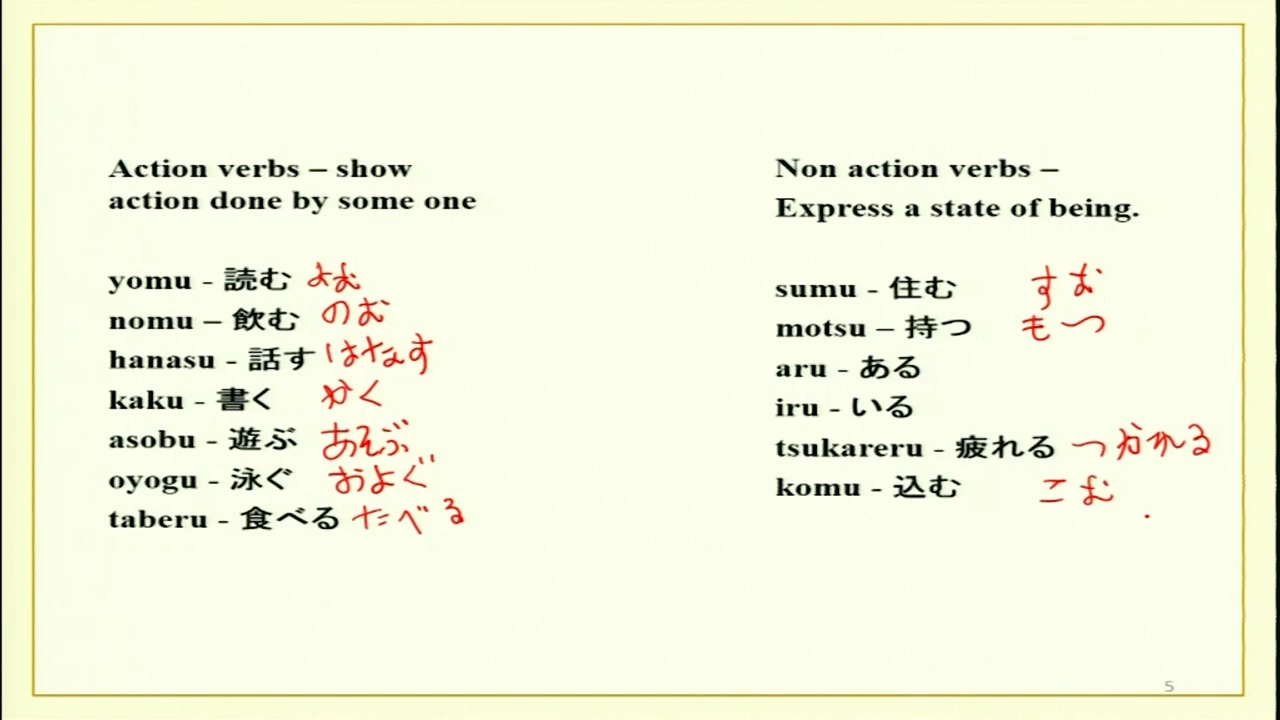 Action verbs – show
action done by some one
yomu - 読む よむ
nomu – 飲む のむ
hanasu - 話す はなす
kaku - 書く かく
asobu - 遊ぶ あそぶ
oyogu - 泳ぐ およぐ
taberu - 食べる たべる
Non action verbs –
Express a state of being.
sumu - 住む すむ
motsu – 持つ もつ
aru - ある
iru - いる
tsukareru - 疲れる つかれる
komu - 込む こむ
5